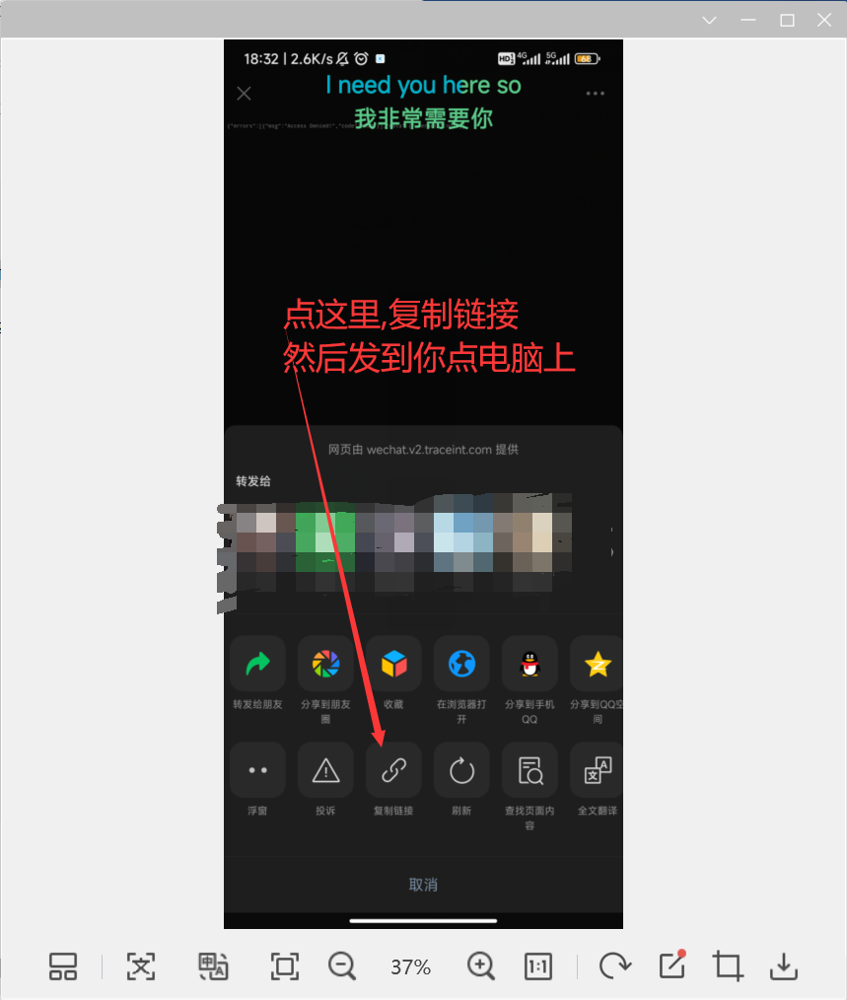 18:32 | 2.6K/s
HD 4G 5G 68
I need you here so
我非常需要你
{"errors":[{"msg":"Access Denied!","code"
点这里,复制链接
然后发到你点电脑上
网页由 wechat.v2.traceint.com 提供
转发给
转发给朋友
分享到朋友圈
收藏
在浏览器打开
分享到手机QQ
分享到QQ空间
浮窗
投诉
复制链接
刷新
查找页面内容
全文翻译
取消
37%
1:1